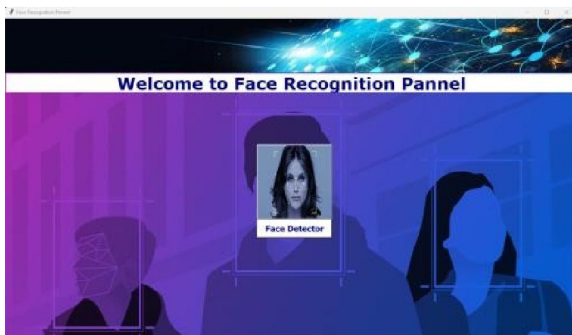 Face Recognition Pannel
Welcome to Face Recognition Pannel
Face Detector